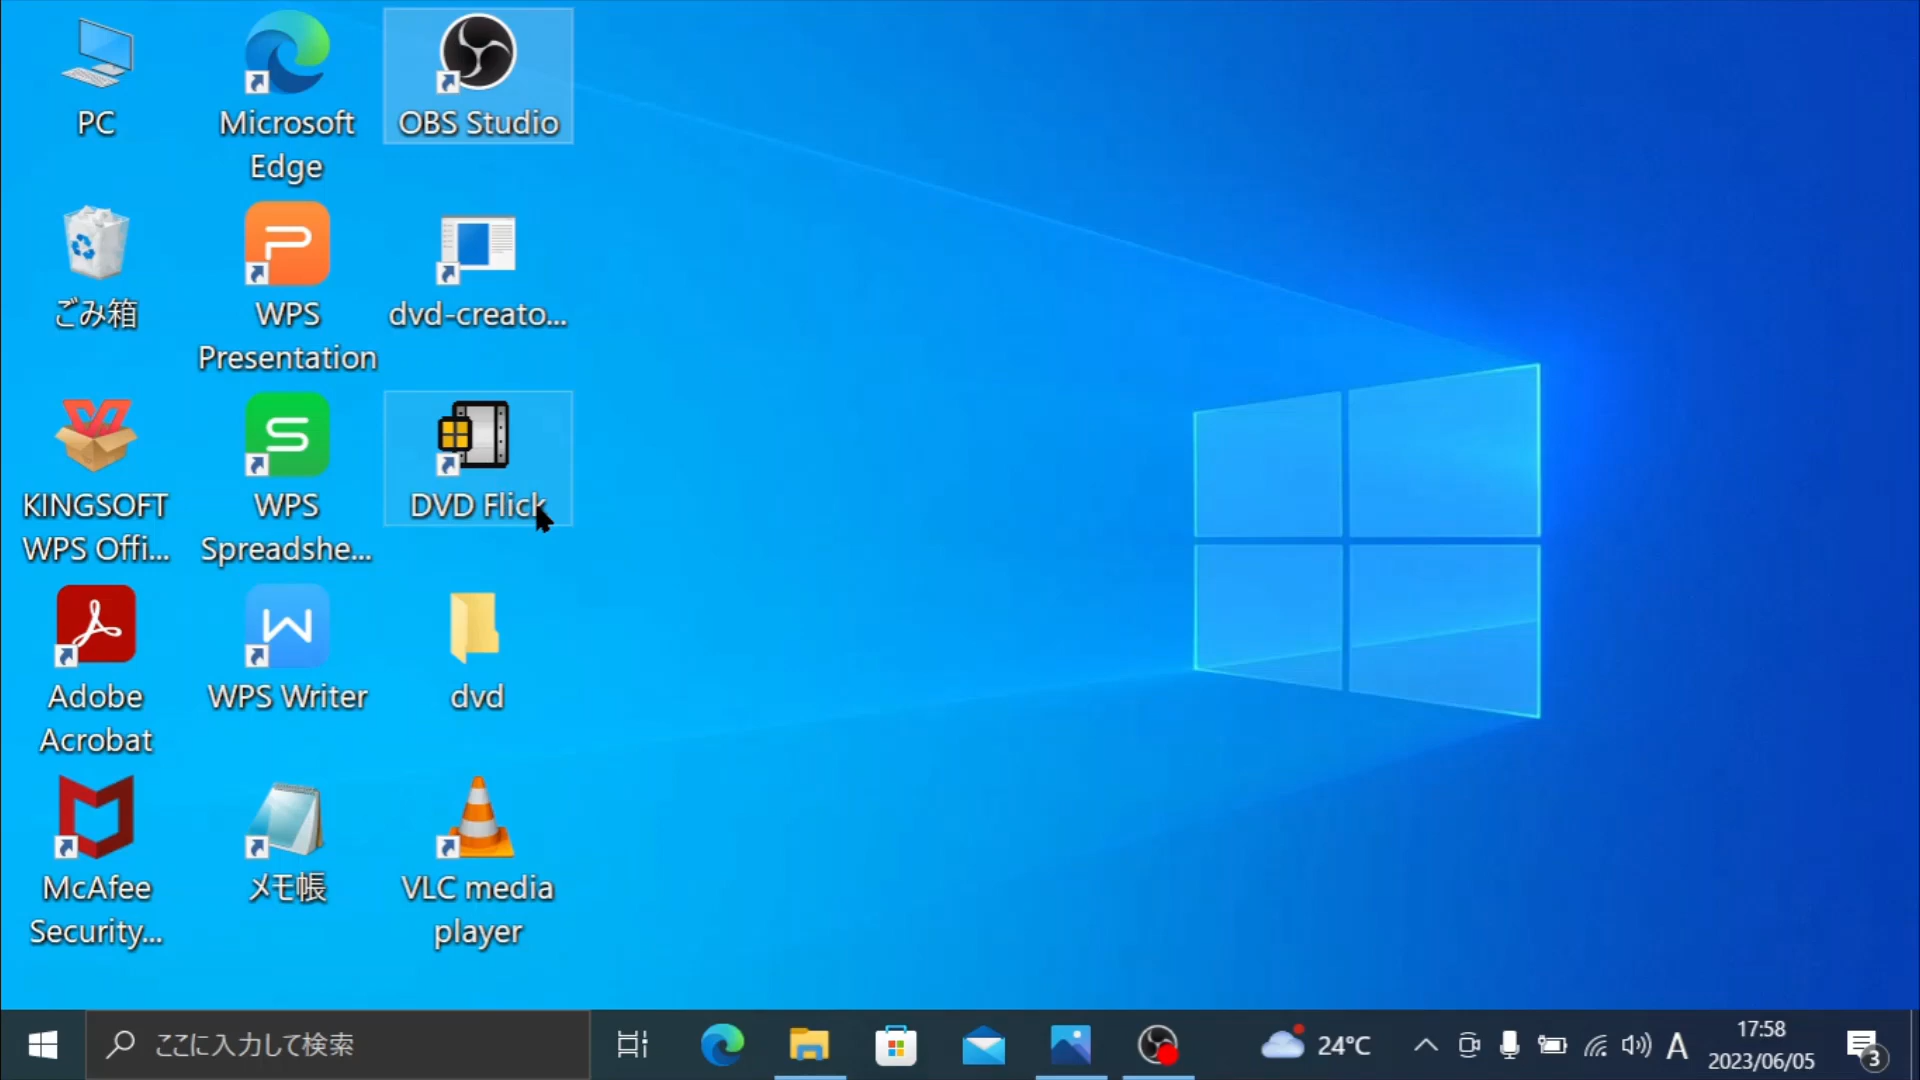 PC
Microsoft
Edge
OBS Studio
ごみ箱
WPS
Presentation
dvd-creato...
KINGSOFT
WPS Offi...
WPS
Spreadshe...
DVD Flick
Adobe
Acrobat
WPS Writer
dvd
McAfee
Security...
メモ帳
VLC media
player
ここに入力して検索
24°C
A
17:58
2023/06/05
3